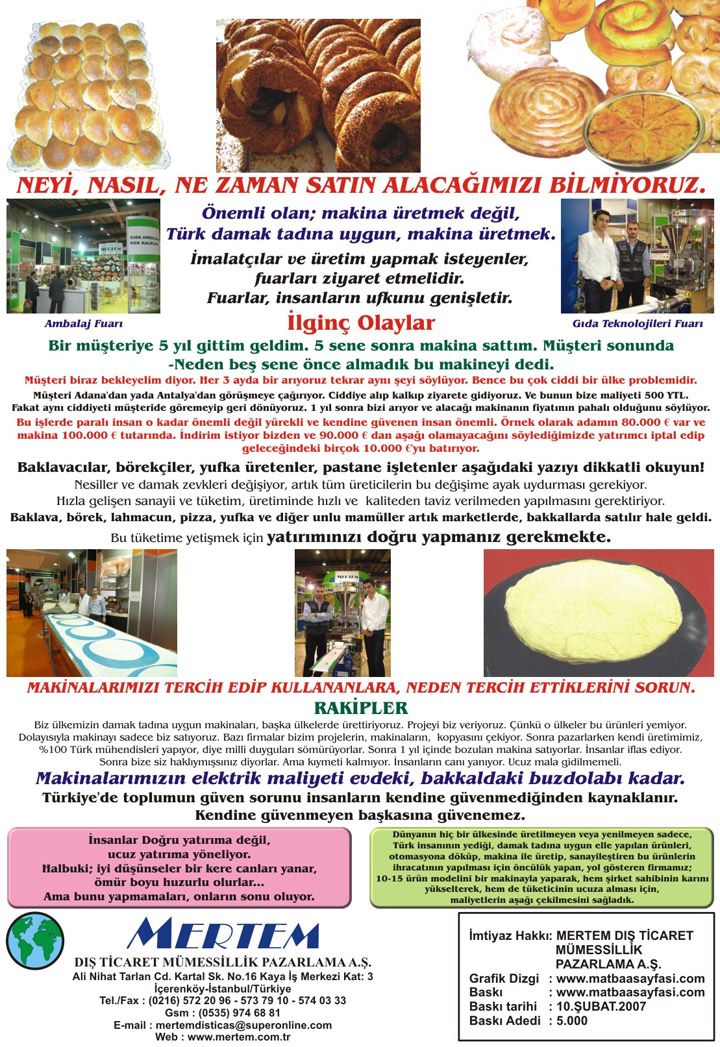 NEYİ, NASIL, NE ZAMAN SATIN ALACAĞIMIZI BİLMİYORUZ.
Önemli olan; makina üretmek değil,
Türk damak tadına uygun, makina üretmek.
İmalatçılar ve üretim yapmak isteyenler,
fuarları ziyaret etmelidir.
Fuarlar, insanların ufkunu genişletir.
MERTEM
GIDA AMBALAJ
Ambalaj Fuarı
Gıda Teknolojileri Fuarı
İlginç Olaylar
Bir müşteriye 5 yıl gittim geldim. 5 sene sonra makina sattım. Müşteri sonunda
-Neden beş sene önce almadık bu makineyi dedi.
Müşteri biraz bekleyelim diyor. Her 3 ayda bir arıyoruz tekrar aynı şeyi söylüyor. Bence bu çok ciddi bir ülke problemidir.
Müşteri Adana'dan yada Antalya'dan görüşmeye çağırıyor. Ciddiye alıp kalkıp ziyarete gidiyoruz. Ve bunun bize maliyeti 500 YTL.
Fakat aynı ciddiyeti müşteride göremeyip geri dönüyoruz. 1 yıl sonra bizi arıyor ve alacağı makinanın fiyatının pahalı olduğunu söylüyor.
Bu işlerde paralı insan o kadar önemli değil yürekli ve kendine güvenen insan önemli. Örnek olarak adamın 80.000 € var ve
makina 100.000 € tutarında. İndirim istiyor bizden ve 90.000 € dan aşağı olamayacağını söylediğimizde yatırımcı iptal edip
geleceğindeki birçok 10.000 €'yu batırıyor.
Baklavacılar, börekçiler, yufka üretenler, pastane işletenler aşağıdaki yazıyı dikkatli okuyun!
Nesiller ve damak zevkleri değişiyor, artık tüm üreticilerin bu değişime ayak uydurması gerekiyor.
Hızla gelişen sanayii ve tüketim, üretiminde hızlı ve kaliteden taviz verilmeden yapılmasını gerektiriyor.
Baklava, börek, lahmacun, pizza, yufka ve diğer unlu mamüller artık marketlerde, bakkallarda satılır hale geldi.
Bu tüketime yetişmek için yatırımınızı doğru yapmanız gerekmekte.
MERTEM
MAKİNALARIMIZI TERCİH EDİP KULLANANLARA, NEDEN TERCİH ETTİKLERİNİ SORUN.
RAKİPLER
Biz ülkemizin damak tadına uygun makinaları, başka ülkelerde ürettiriyoruz. Projeyi biz veriyoruz. Çünkü o ülkeler bu ürünleri yemiyor.
Dolayısıyla makinayı sadece biz satıyoruz. Bazı firmalar bizim projelerin, makinaların, kopyasını çekiyor. Sonra pazarlarken kendi üretimimiz,
%100 Türk mühendisleri yapıyor, diye milli duyguları sömürüyorlar. Sonra 1 yıl içinde bozulan makina satıyorlar. İnsanlar iflas ediyor.
Sonra bize siz haklıymışsınız diyorlar. Ama kıymeti kalmıyor. İnsanların canı yanıyor. Ucuz mala gidilmemeli.
Makinalarımızın elektrik maliyeti evdeki, bakkaldaki buzdolabı kadar.
Türkiye'de toplumun güven sorunu insanların kendine güvenmediğinden kaynaklanır.
Kendine güvenmeyen başkasına güvenemez.
İnsanlar Doğru yatırıma değil,
ucuz yatırıma yöneliyor.
Halbuki; iyi düşünseler bir kere canları yanar,
ömür boyu huzurlu olurlar...
Ama bunu yapmamaları, onların sonu oluyor.
Dünyanın hiç bir ülkesinde üretilmeyen veya yenilmeyen sadece,
Türk insanının yediği, damak tadına uygun elle yapılan ürünleri,
otomasyona döküp, makina ile üretip, sanayileştiren bu ürünlerin
ihracatının yapılması için öncülük yapan, yol gösteren firmamız;
10-15 ürün modelini bir makinayla yaparak, hem şirket sahibinin karını
yükselterek, hem de tüketicinin ucuza alması için,
maliyetlerin aşağı çekilmesini sağladık.
MERTEM
DIŞ TİCARET MÜMESSİLLİK PAZARLAMA A.Ş.
Ali Nihat Tarlan Cd. Kartal Sk. No.16 Kaya İş Merkezi Kat: 3
İçerenköy-İstanbul/Türkiye
Tel./Fax : (0216) 572 20 96 - 573 79 10 - 574 03 33
Gsm : (0535) 974 68 81
E-mail : mertemdisticas@superonline.com
Web : www.mertem.com.tr
İmtiyaz Hakkı: MERTEM DIŞ TİCARET
MÜMESSİLLİK
PAZARLAMA A.Ş.
Grafik Dizgi : www.matbaasayfasi.com
Baskı : www.matbaasayfasi.com
Baskı tarihi : 10.ŞUBAT.2007
Baskı Adedi : 5.000